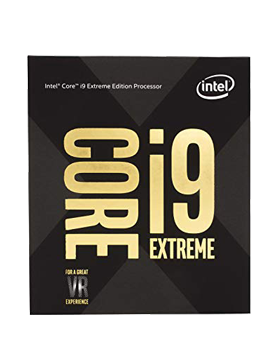 Intel® Core™ i9 Extreme Edition Processor
intel
CORE
i9
EXTREME
FOR A GREAT
VR
EXPERIENCE